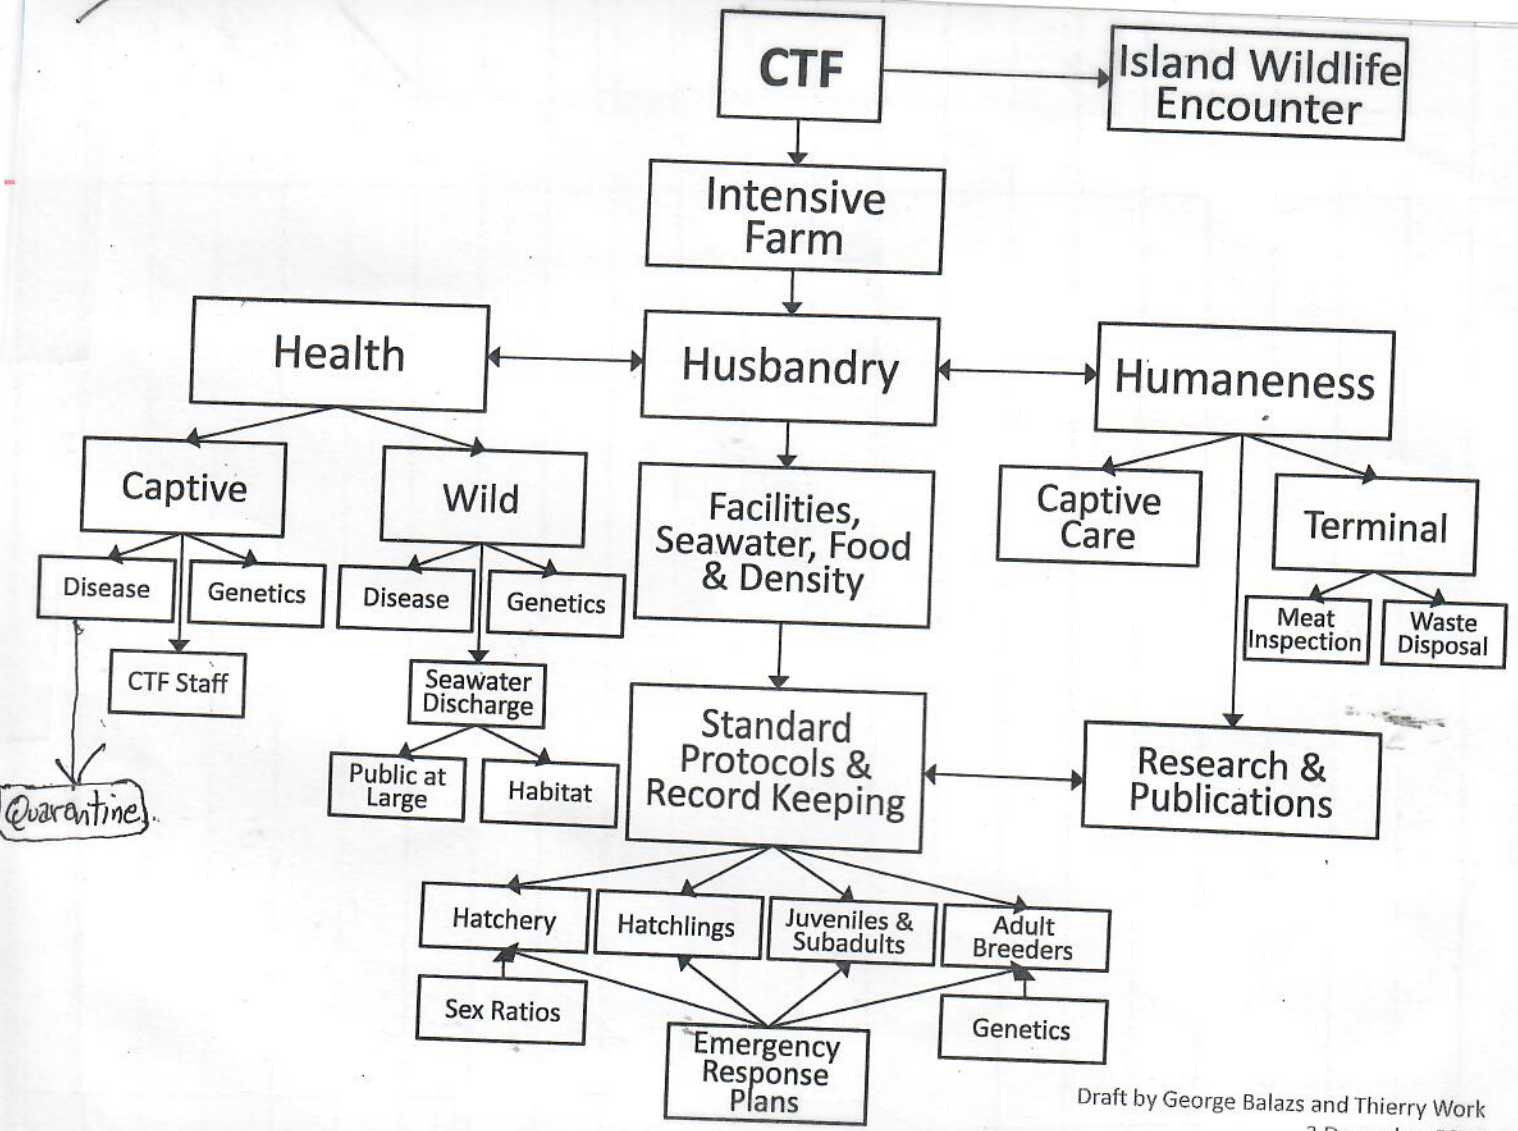 CTF
Island Wildlife
Encounter
Intensive
Farm
Health
Husbandry
Humaneness
Captive
Wild
Facilities,
Seawater, Food
& Density
Captive
Care
Terminal
Disease
Genetics
Disease
Genetics
Meat
Inspection
Waste
Disposal
CTF Staff
Seawater
Discharge
Standard
Protocols &
Record Keeping
Research &
Publications
Public at
Large
Habitat
Quarantine
Hatchery
Hatchlings
Juveniles &
Subadults
Adult
Breeders
Sex Ratios
Genetics
Emergency
Response
Plans
Draft by George Balazs and Thierry Work